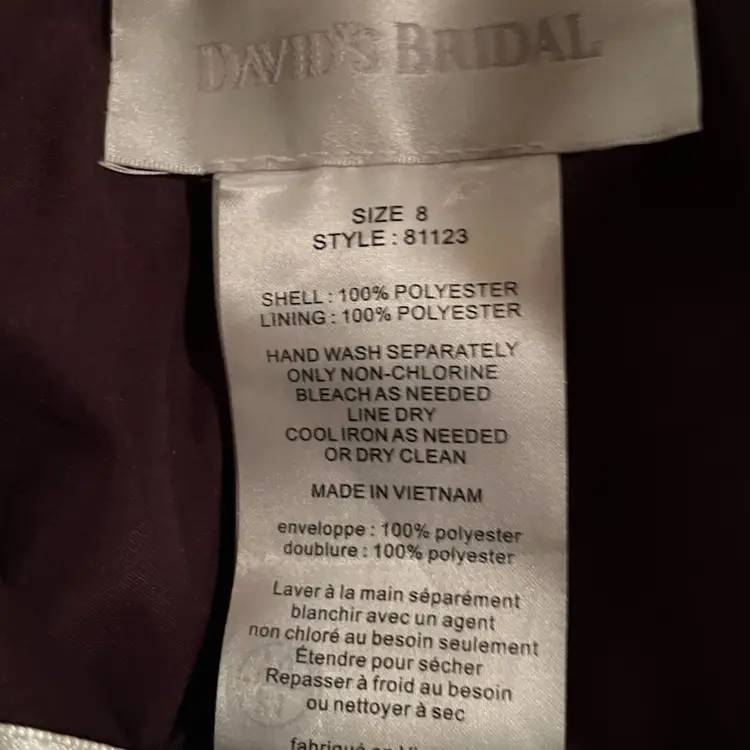 DAVID'S BRIDAL
SIZE 8
STYLE : 81123
SHELL : 100% POLYESTER
LINING : 100% POLYESTER
HAND WASH SEPARATELY
ONLY NON-CHLORINE
BLEACH AS NEEDED
LINE DRY
COOL IRON AS NEEDED
OR DRY CLEAN
MADE IN VIETNAM
enveloppe : 100% polyester
doublure : 100% polyester
Laver à la main séparément
blanchir avec un agent
non chloré au besoin seulement
Étendre pour sécher
Repasser à froid au besoin
ou nettoyer à sec
fabriqué en